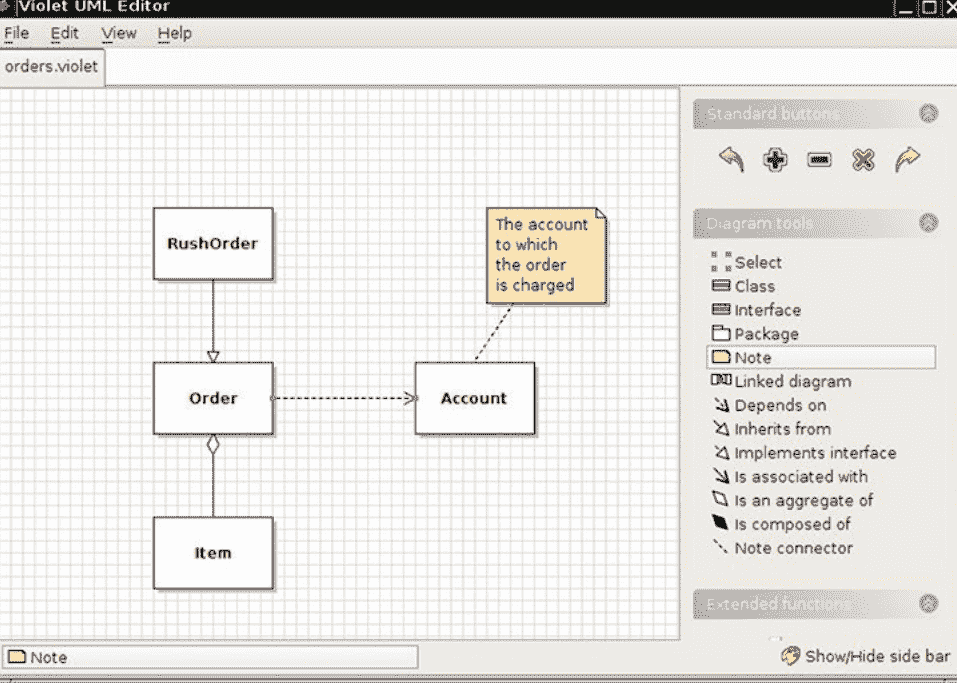 Violet UML Editor
File Edit View Help
orders.violet
RushOrder
The account
to which
the order
is charged
Order
Account
Item
Standard buttons
Diagram tools
Select
Class
Interface
Package
Note
Linked diagram
Depends on
Inherits from
Implements interface
Is associated with
Is an aggregate of
Is composed of
Note connector
Extended functions
Note
Show/Hide side bar